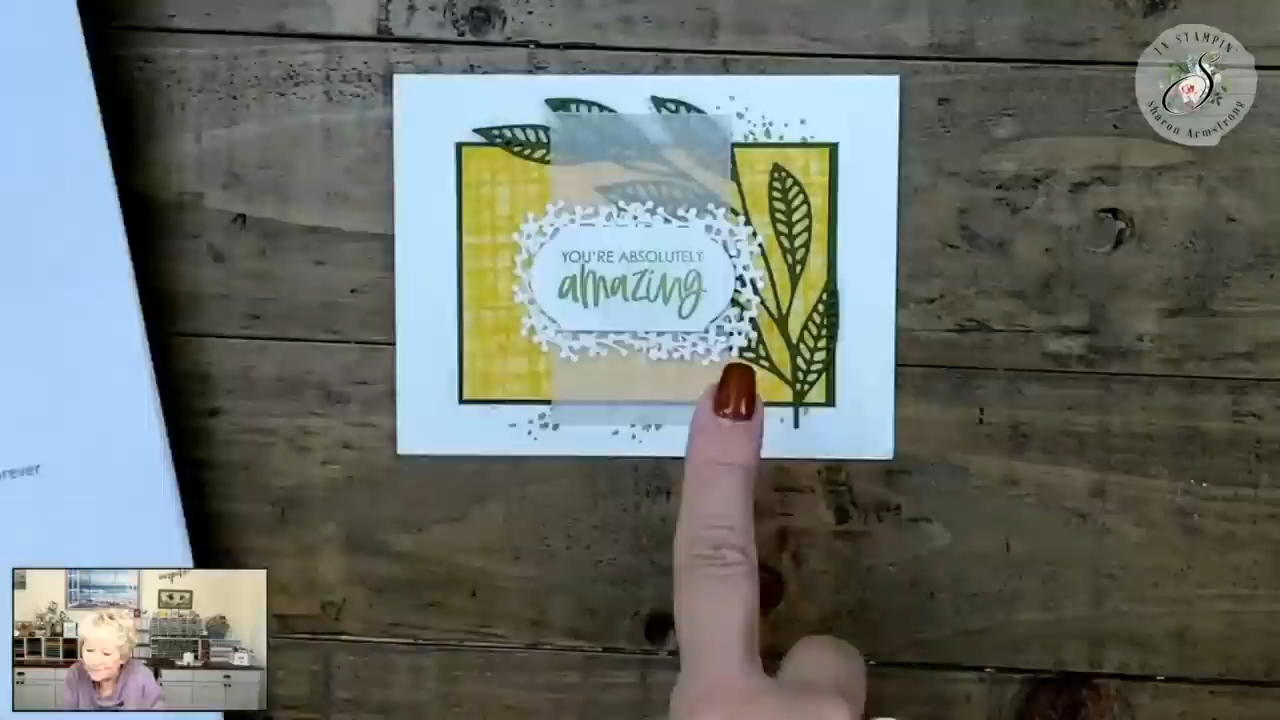 IN STAMPIN'
S
Sharon Armstrong
YOU'RE ABSOLUTELY
amazing